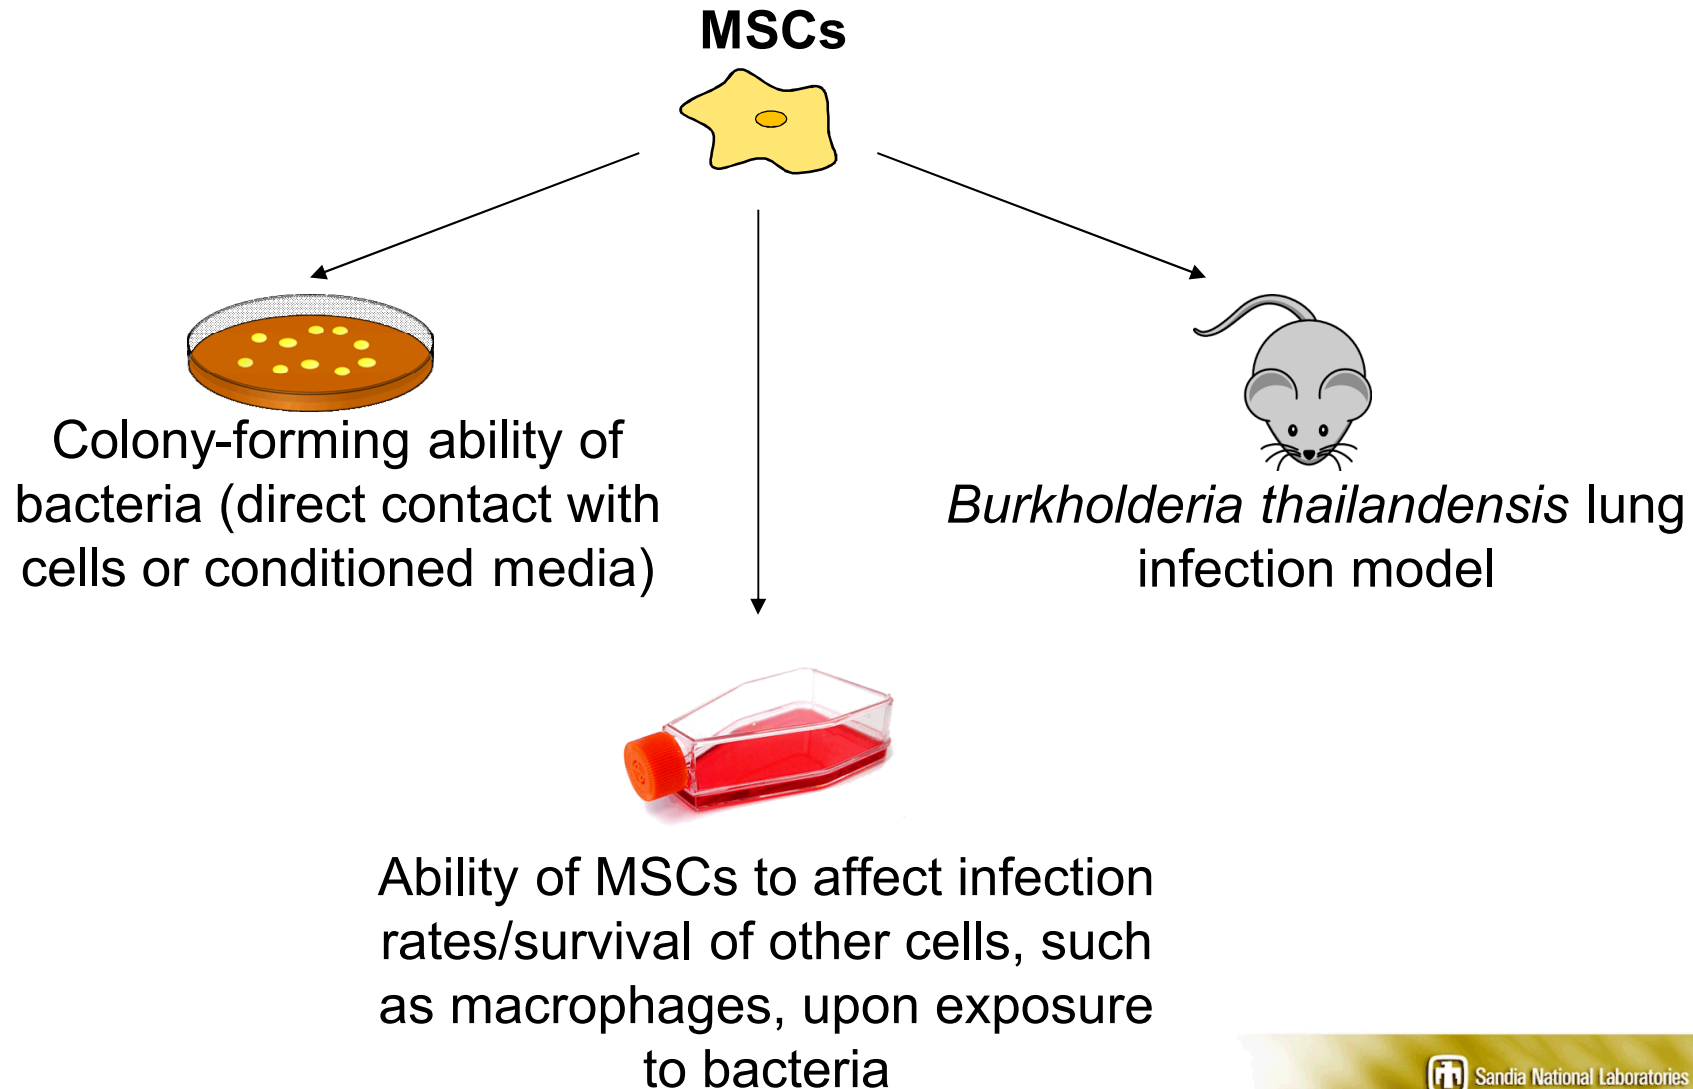 MSCs
Colony-forming ability of
bacteria (direct contact with
cells or conditioned media)
Burkholderia thailandensis lung
infection model
Ability of MSCs to affect infection
rates/survival of other cells, such
as macrophages, upon exposure
to bacteria
Sandia National Laboratories